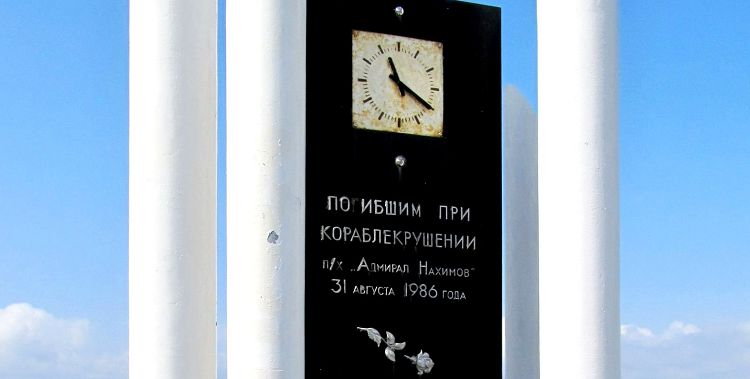 ПОГИБШИМ ПРИ
КОРАБЛЕКРУШЕНИИ
п/х „Адмирал Нахимов"
31 августа 1986 года